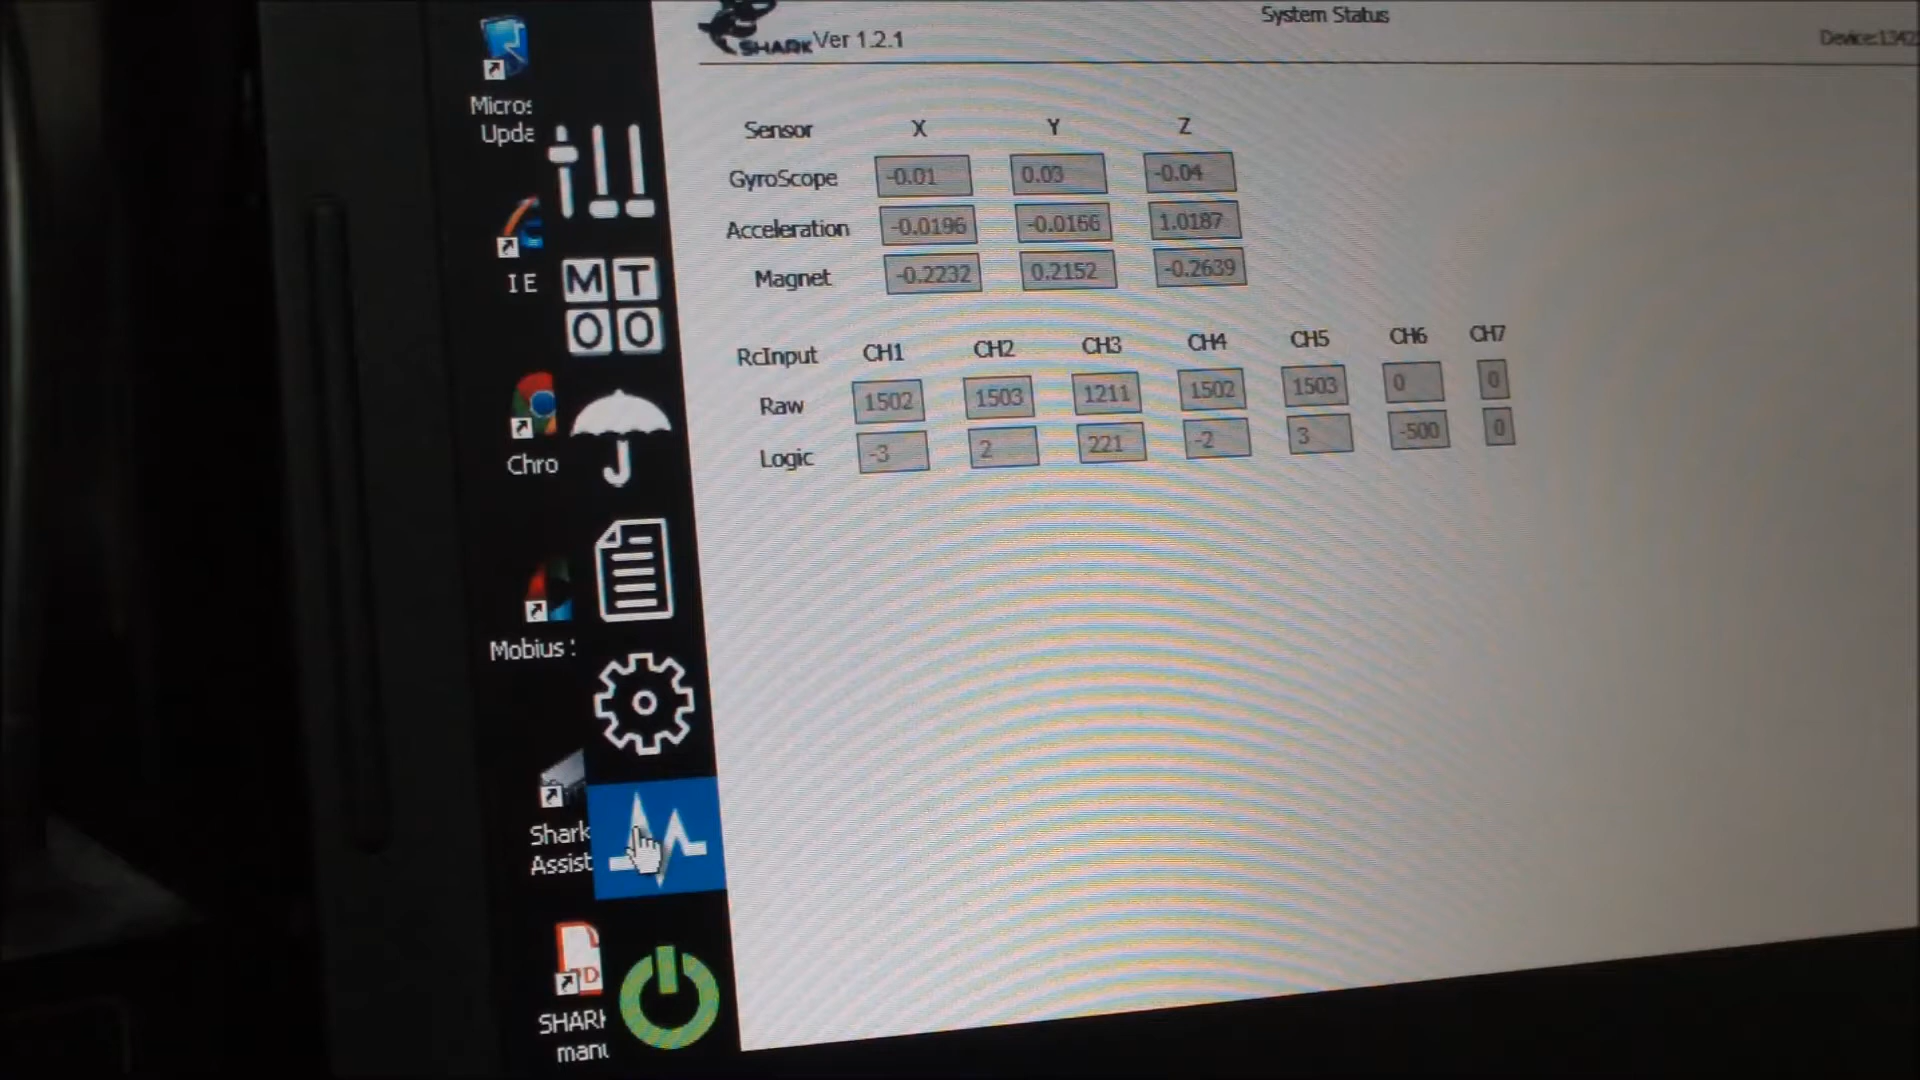 System Status
SHARK Ver 1.2.1
Sensor X Y Z
GyroScope -0.01 0.03 -0.04
Acceleration -0.0196 -0.0166 1.0187
Magnet -0.2232 0.2152 -0.2639
RcInput CH1 CH2 CH3 CH4 CH5 CH6 CH7
Raw 1502 1503 1211 1502 1503 0 0
Logic -3 2 221 -2 3 -500 0
Micros
Upda
IE
Chro
Mobius :
Shark
Assist
SHARK
manu
M T
O O